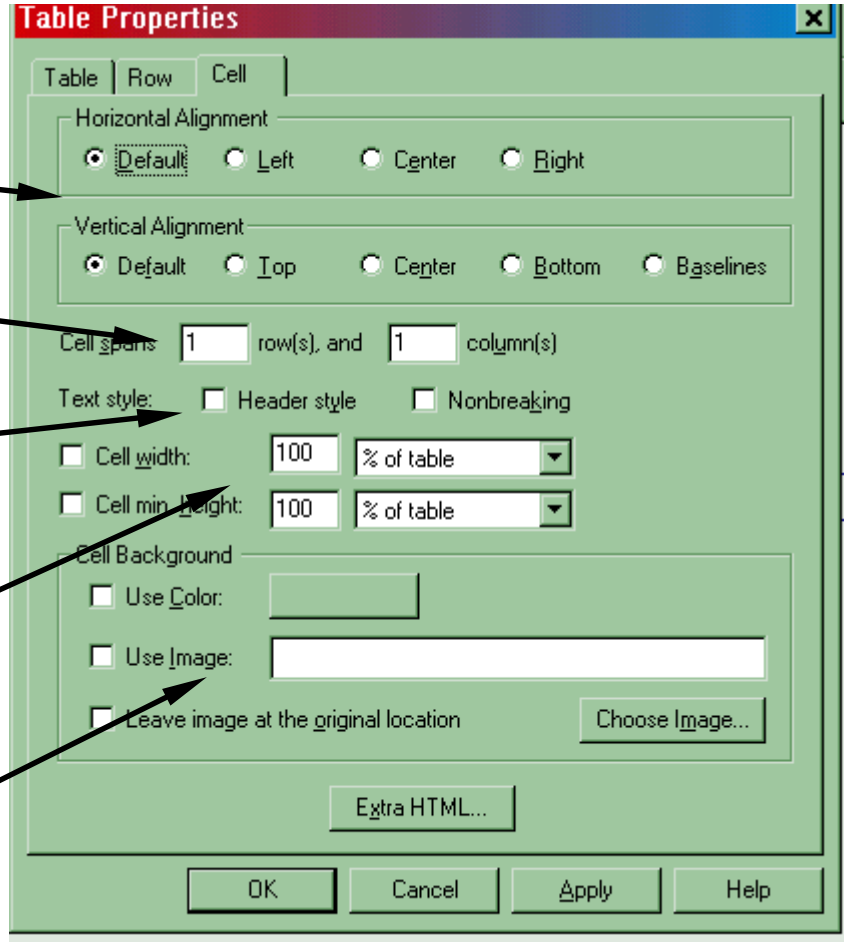 Table Properties
Table Row Cell
Horizontal Alignment
Default Left Center Right
Vertical Alignment
Default Top Center Bottom Baselines
Cell spans 1 row(s), and 1 column(s)
Text style: Header style Nonbreaking
Cell width: 100 % of table
Cell min. height: 100 % of table
Cell Background
Use Color:
Use Image:
Leave image at the original location Choose Image...
Extra HTML...
OK Cancel Apply Help